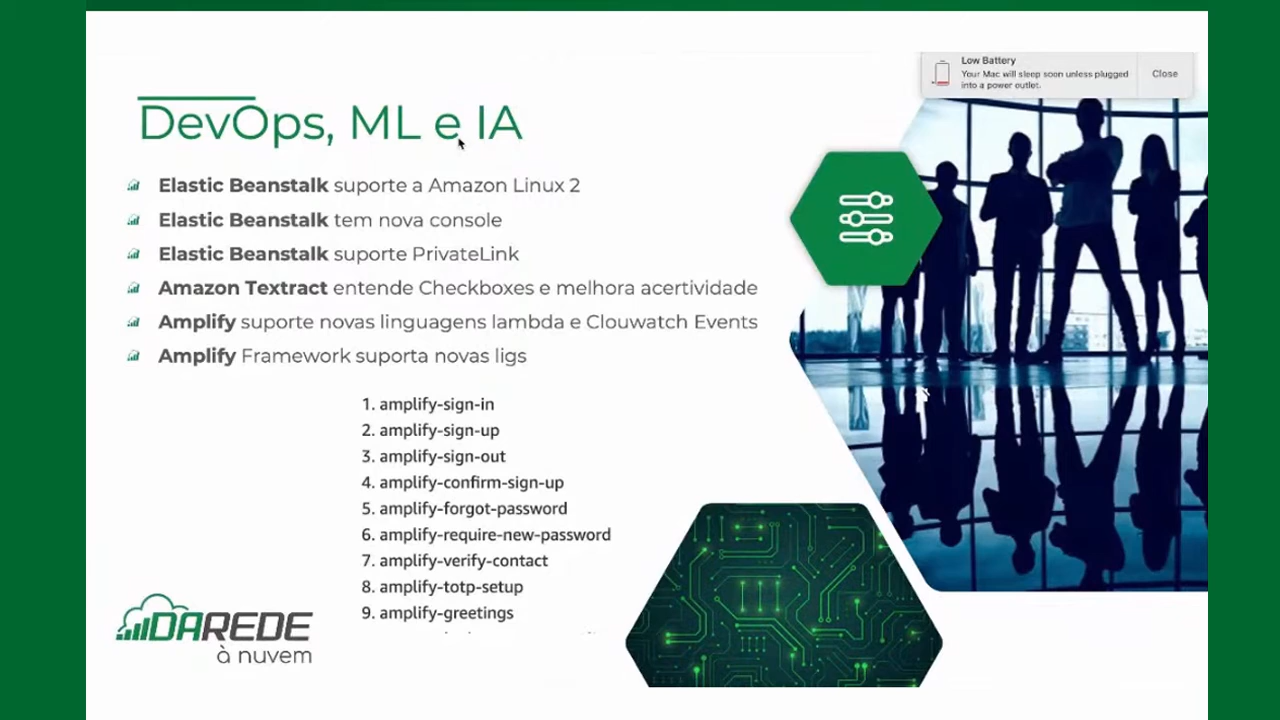 Low Battery
Your Mac will sleep soon unless plugged
into a power outlet.
Close
DevOps, ML e IA
Elastic Beanstalk suporte a Amazon Linux 2
Elastic Beanstalk tem nova console
Elastic Beanstalk suporte PrivateLink
Amazon Textract entende Checkboxes e melhora acertividade
Amplify suporte novas linguagens lambda e Clouwatch Events
Amplify Framework suporta novas ligs
1. amplify-sign-in
2. amplify-sign-up
3. amplify-sign-out
4. amplify-confirm-sign-up
5. amplify-forgot-password
6. amplify-require-new-password
7. amplify-verify-contact
8. amplify-totp-setup
9. amplify-greetings
DAREDE
à nuvem